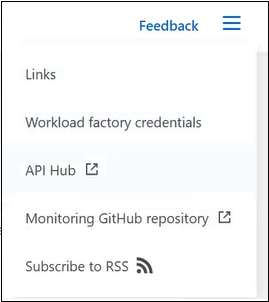 Feedback
Links
Workload factory credentials
API Hub
Monitoring GitHub repository
Subscribe to RSS